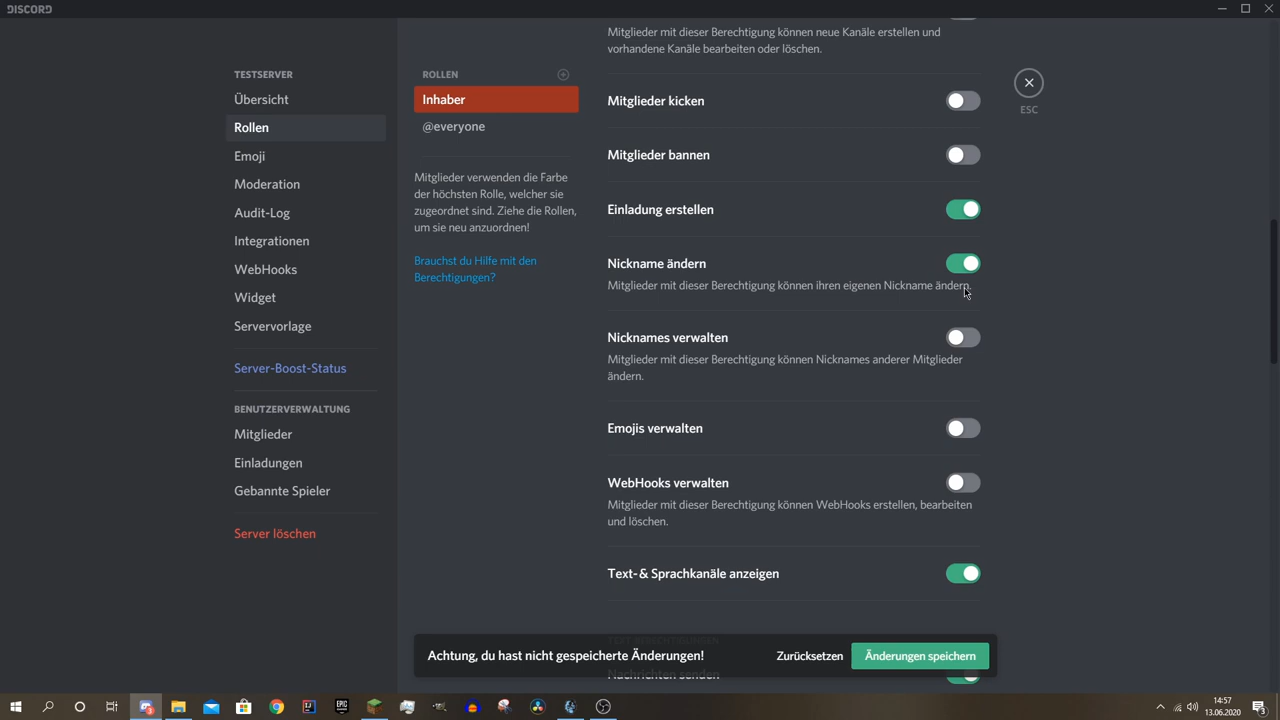 DISCORD
TESTSERVER
Übersicht
Rollen
Emoji
Moderation
Audit-Log
Integrationen
WebHooks
Widget
Servervorlage
Server-Boost-Status
BENUTZERVERWALTUNG
Mitglieder
Einladungen
Gebannte Spieler
Server löschen
ROLLEN
Inhaber
@everyone
Mitglieder verwenden die Farbe
der höchsten Rolle, welcher sie
zugeordnet sind. Ziehe die Rollen,
um sie neu anzuordnen!
Brauchst du Hilfe mit den
Berechtigungen?
Mitglieder mit dieser Berechtigung können neue Kanäle erstellen und
vorhandene Kanäle bearbeiten oder löschen.
Mitglieder kicken
Mitglieder bannen
Einladung erstellen
Nickname ändern
Mitglieder mit dieser Berechtigung können ihren eigenen Nickname ändern.
Nicknames verwalten
Mitglieder mit dieser Berechtigung können Nicknames anderer Mitglieder
ändern.
Emojis verwalten
WebHooks verwalten
Mitglieder mit dieser Berechtigung können WebHooks erstellen, bearbeiten
und löschen.
Text- & Sprachkanäle anzeigen
Achtung, du hast nicht gespeicherte Änderungen!
Zurücksetzen
Änderungen speichern
Nachrichten senden
ESC
EPIC
14:57
13.06.2020